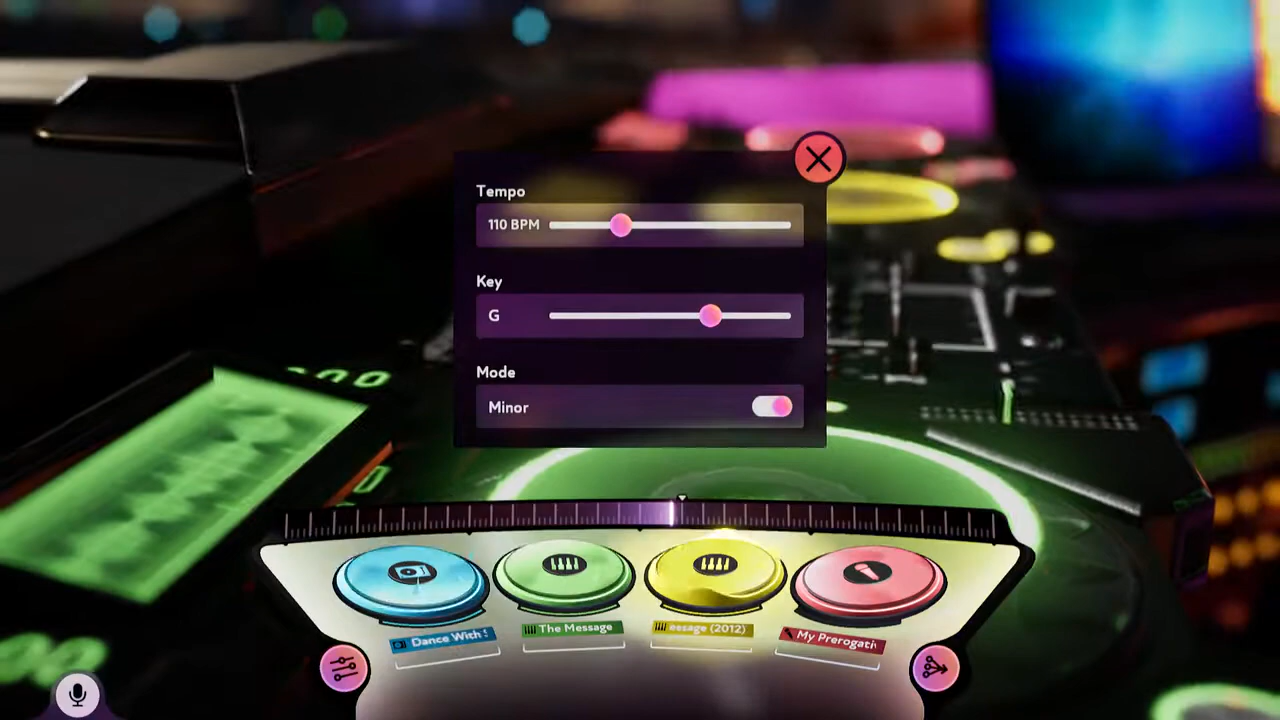 Tempo
110 BPM
Key
G
Mode
Minor
Dance With
The Message
essage (2012)
My Prerogati